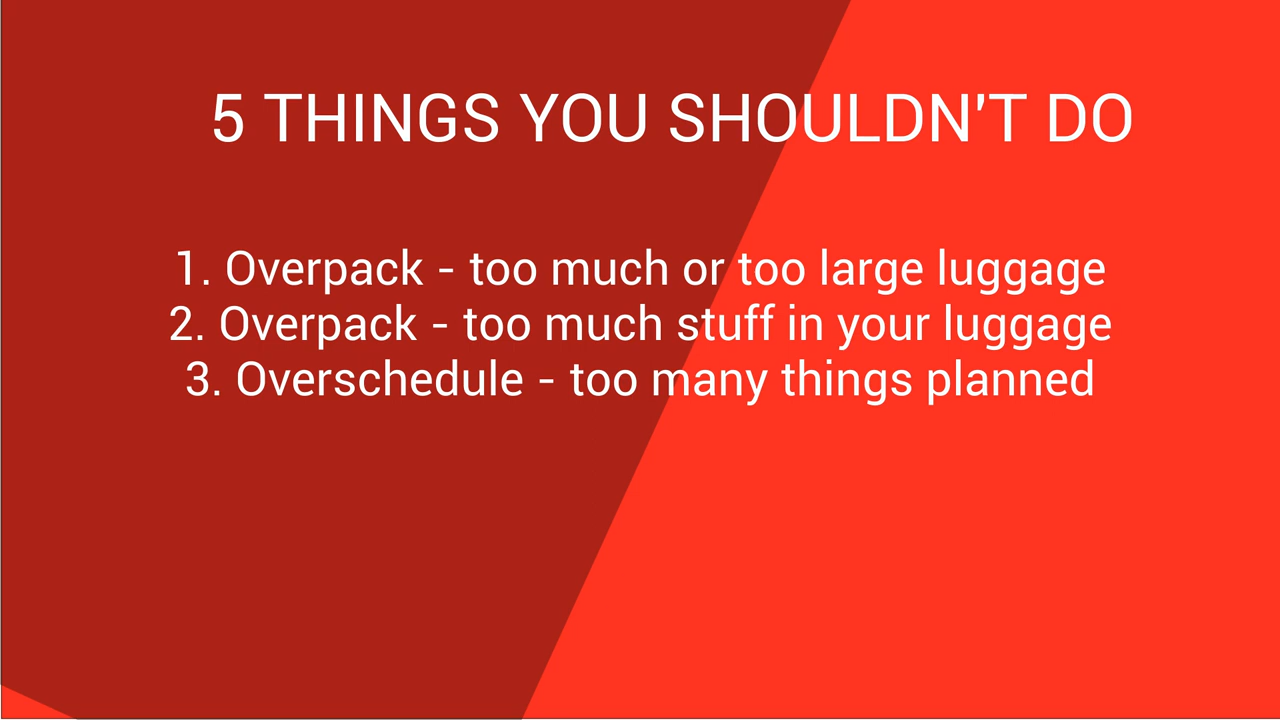 5 THINGS YOU SHOULDN'T DO
1. Overpack - too much or too large luggage
2. Overpack - too much stuff in your luggage
3. Overschedule - too many things planned